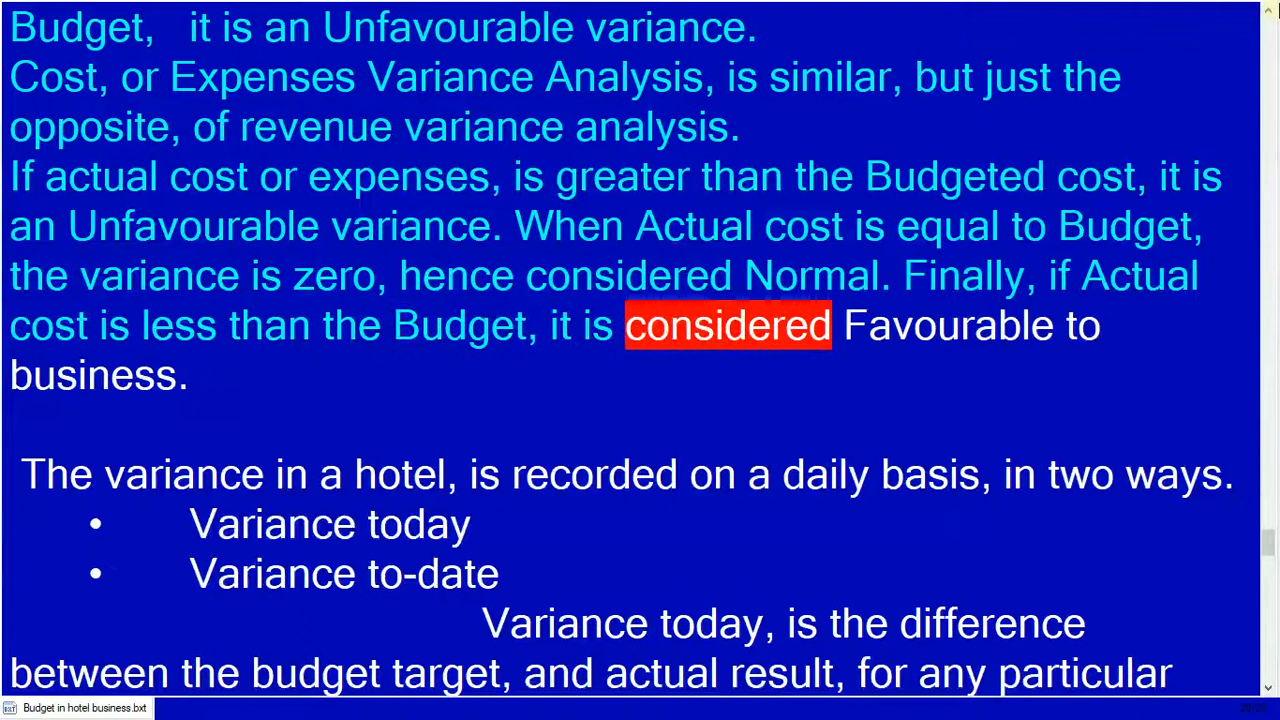 Budget,   it is an Unfavourable variance.
Cost, or Expenses Variance Analysis, is similar, but just the
opposite, of revenue variance analysis.
If actual cost or expenses, is greater than the Budgeted cost, it is
an Unfavourable variance. When Actual cost is equal to Budget,
the variance is zero, hence considered Normal. Finally, if Actual
cost is less than the Budget, it is considered Favourable to
business.
The variance in a hotel, is recorded on a daily basis, in two ways.
• Variance today
• Variance to-date
Variance today, is the difference
between the budget target, and actual result, for any particular
Budget in hotel business.bxt